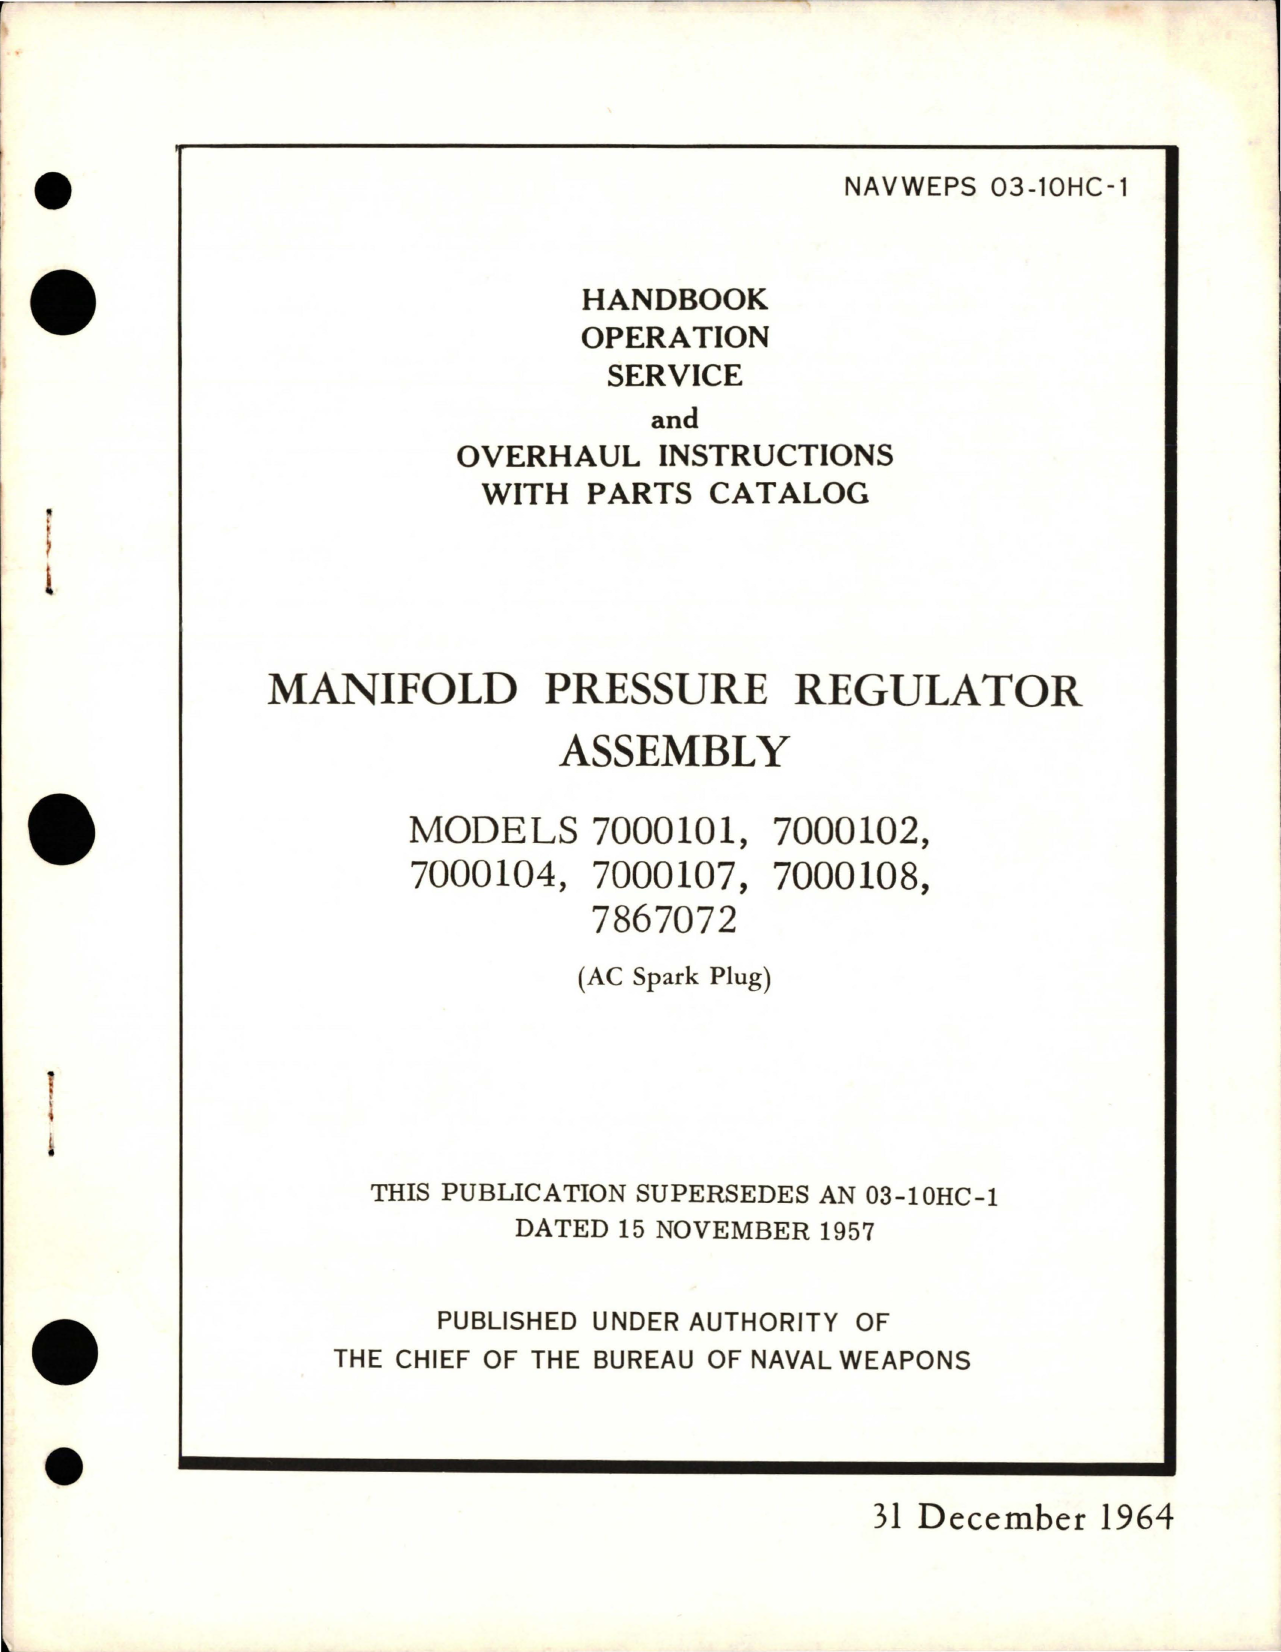 NAVWEPS 03-10HC-1
HANDBOOK
OPERATION
SERVICE
and
OVERHAUL INSTRUCTIONS
WITH PARTS CATALOG
MANIFOLD PRESSURE REGULATOR
ASSEMBLY
MODELS 7000101, 7000102,
7000104, 7000107, 7000108,
7867072
(AC Spark Plug)
THIS PUBLICATION SUPERSEDES AN 03-10HC-1
DATED 15 NOVEMBER 1957
PUBLISHED UNDER AUTHORITY OF
THE CHIEF OF THE BUREAU OF NAVAL WEAPONS
31 December 1964